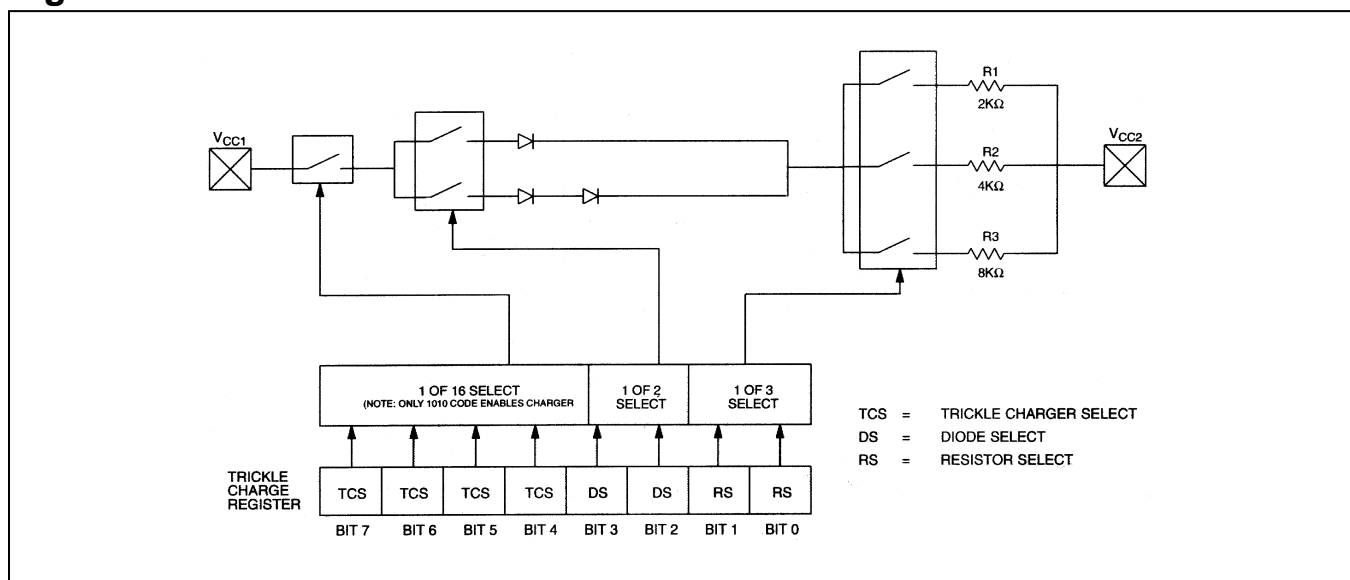 VCC1
R1
2KΩ
R2
4KΩ
R3
8KΩ
VCC2
1 OF 16 SELECT
(NOTE: ONLY 1010 CODE ENABLES CHARGER
1 OF 2
SELECT
1 OF 3
SELECT
TCS = TRICKLE CHARGER SELECT
DS = DIODE SELECT
RS = RESISTOR SELECT
TRICKLE
CHARGE
REGISTER
TCS TCS TCS TCS DS DS RS RS
BIT 7 BIT 6 BIT 5 BIT 4 BIT 3 BIT 2 BIT 1 BIT 0